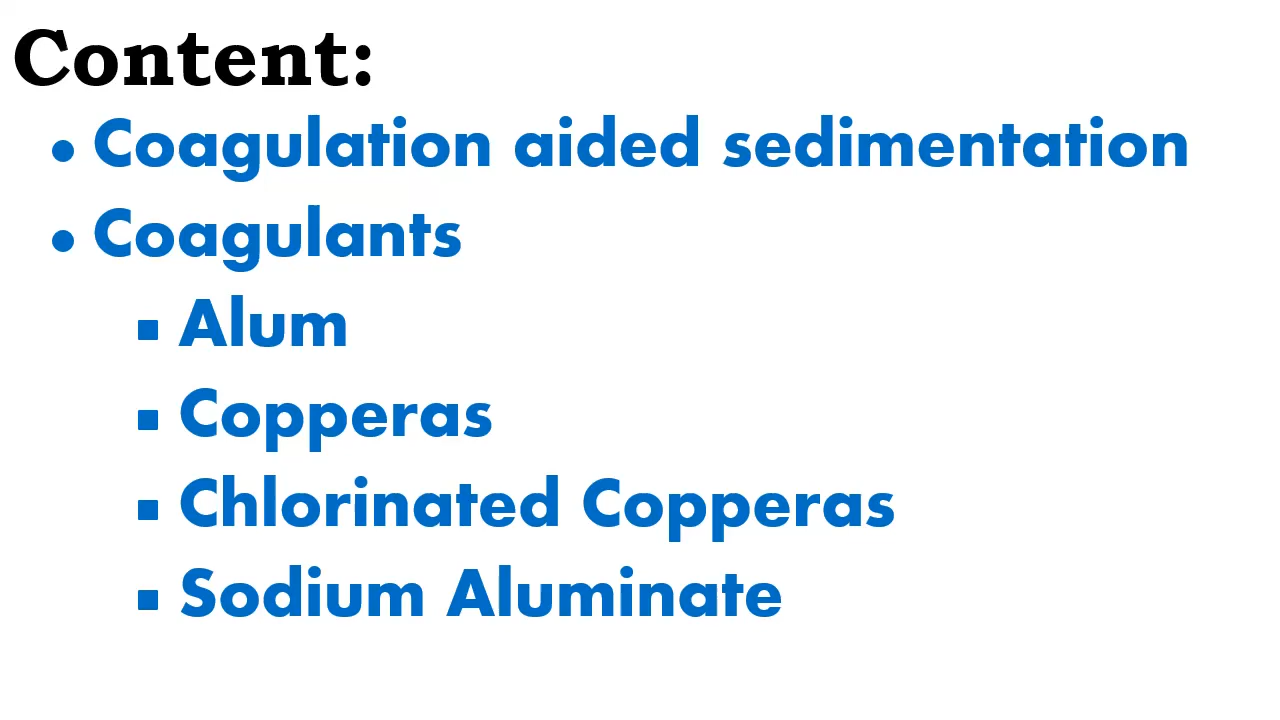 Content:
• Coagulation aided sedimentation
• Coagulants
▪ Alum
▪ Copperas
▪ Chlorinated Copperas
▪ Sodium Aluminate